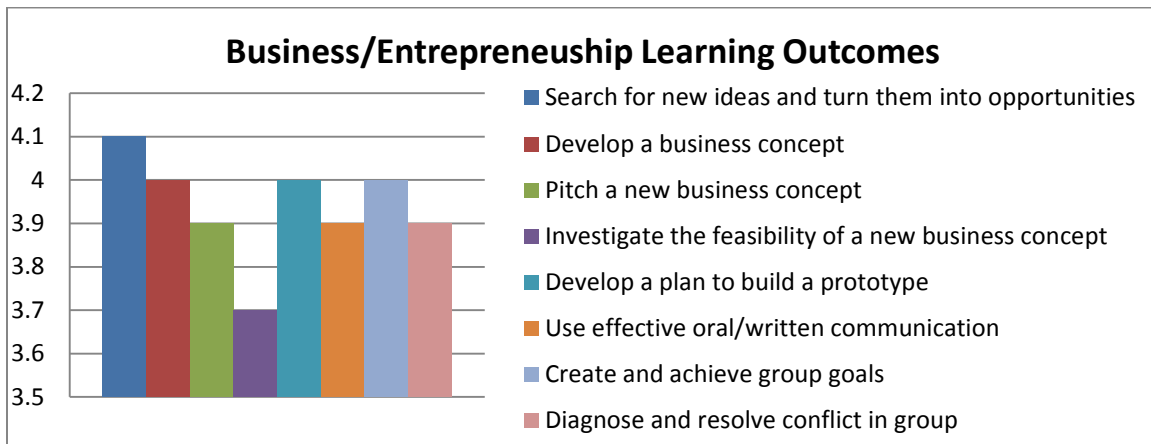 Business/Entrepreneuship Learning Outcomes
4.2
4.1
4
3.9
3.8
3.7
3.6
3.5
Search for new ideas and turn them into opportunities
Develop a business concept
Pitch a new business concept
Investigate the feasibility of a new business concept
Develop a plan to build a prototype
Use effective oral/written communication
Create and achieve group goals
Diagnose and resolve conflict in group